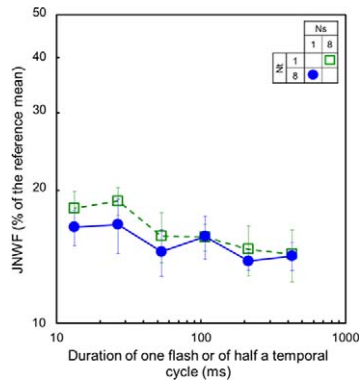 50
40
30
20
10
JNWF (% of the reference mean)
Ns
1 8
Nt
1
8
10 100 1000
Duration of one flash or of half a temporal
cycle (ms)